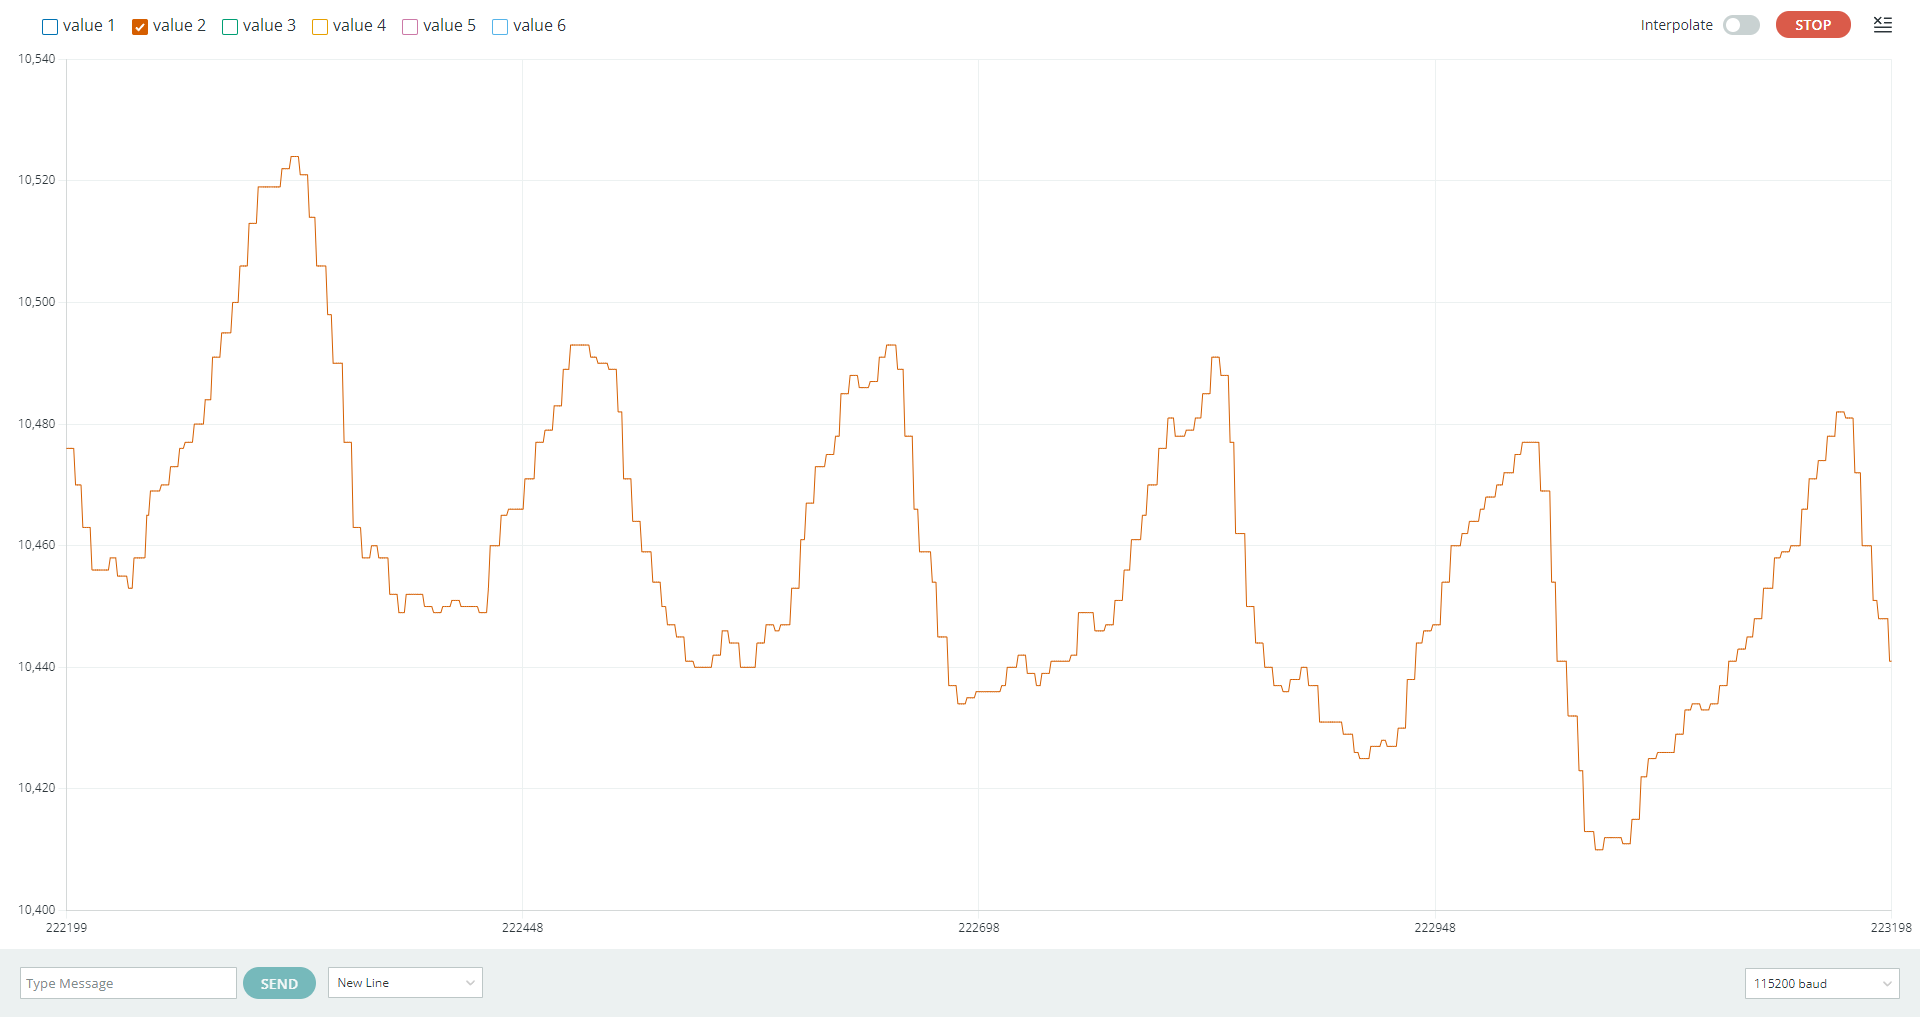 value 1 value 2 value 3 value 4 value 5 value 6 Interpolate STOP
10,540
10,520
10,500
10,480
10,460
10,440
10,420
10,400
222199 222448 222698 222948 223198
Type Message SEND New Line 115200 baud